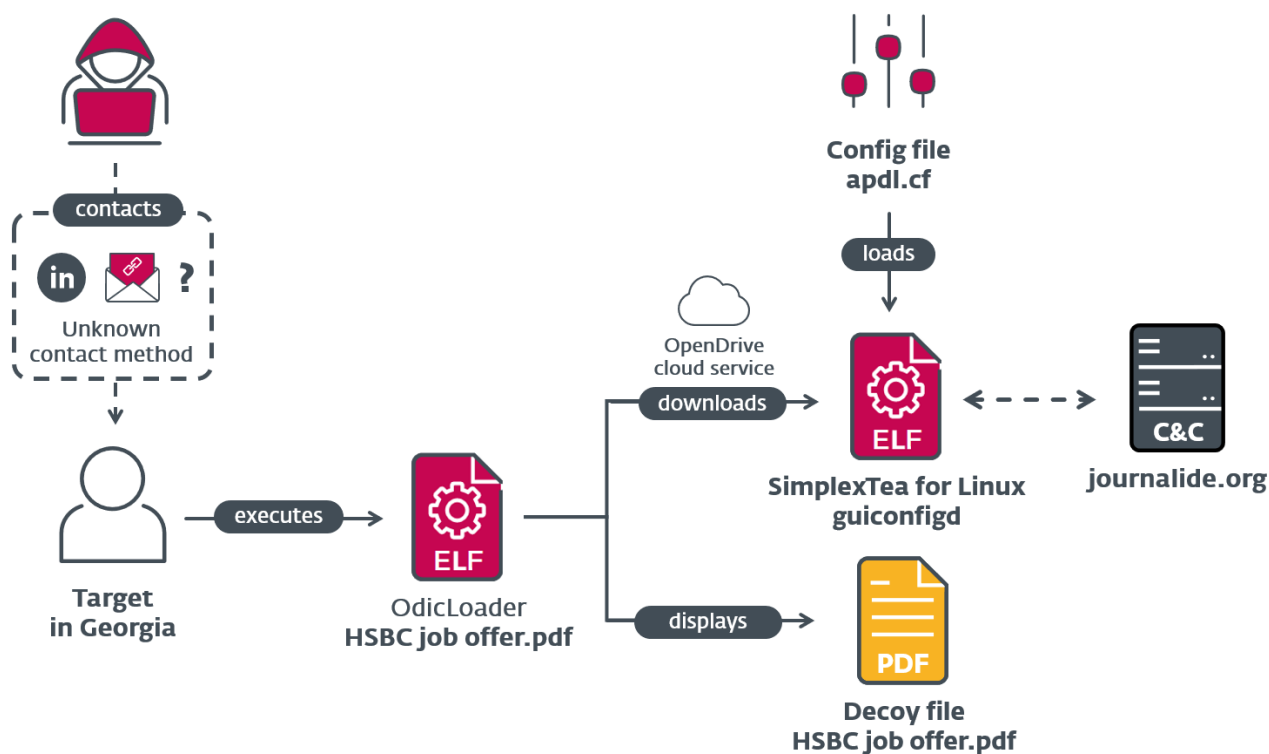 contacts
in
?
Unknown
contact method
Target
in Georgia
executes
ELF
OdicLoader
HSBC job offer.pdf
Config file
apdl.cf
loads
OpenDrive
cloud service
downloads
ELF
SimplexTea for Linux
guiconfigd
C&C
journalide.org
displays
PDF
Decoy file
HSBC job offer.pdf